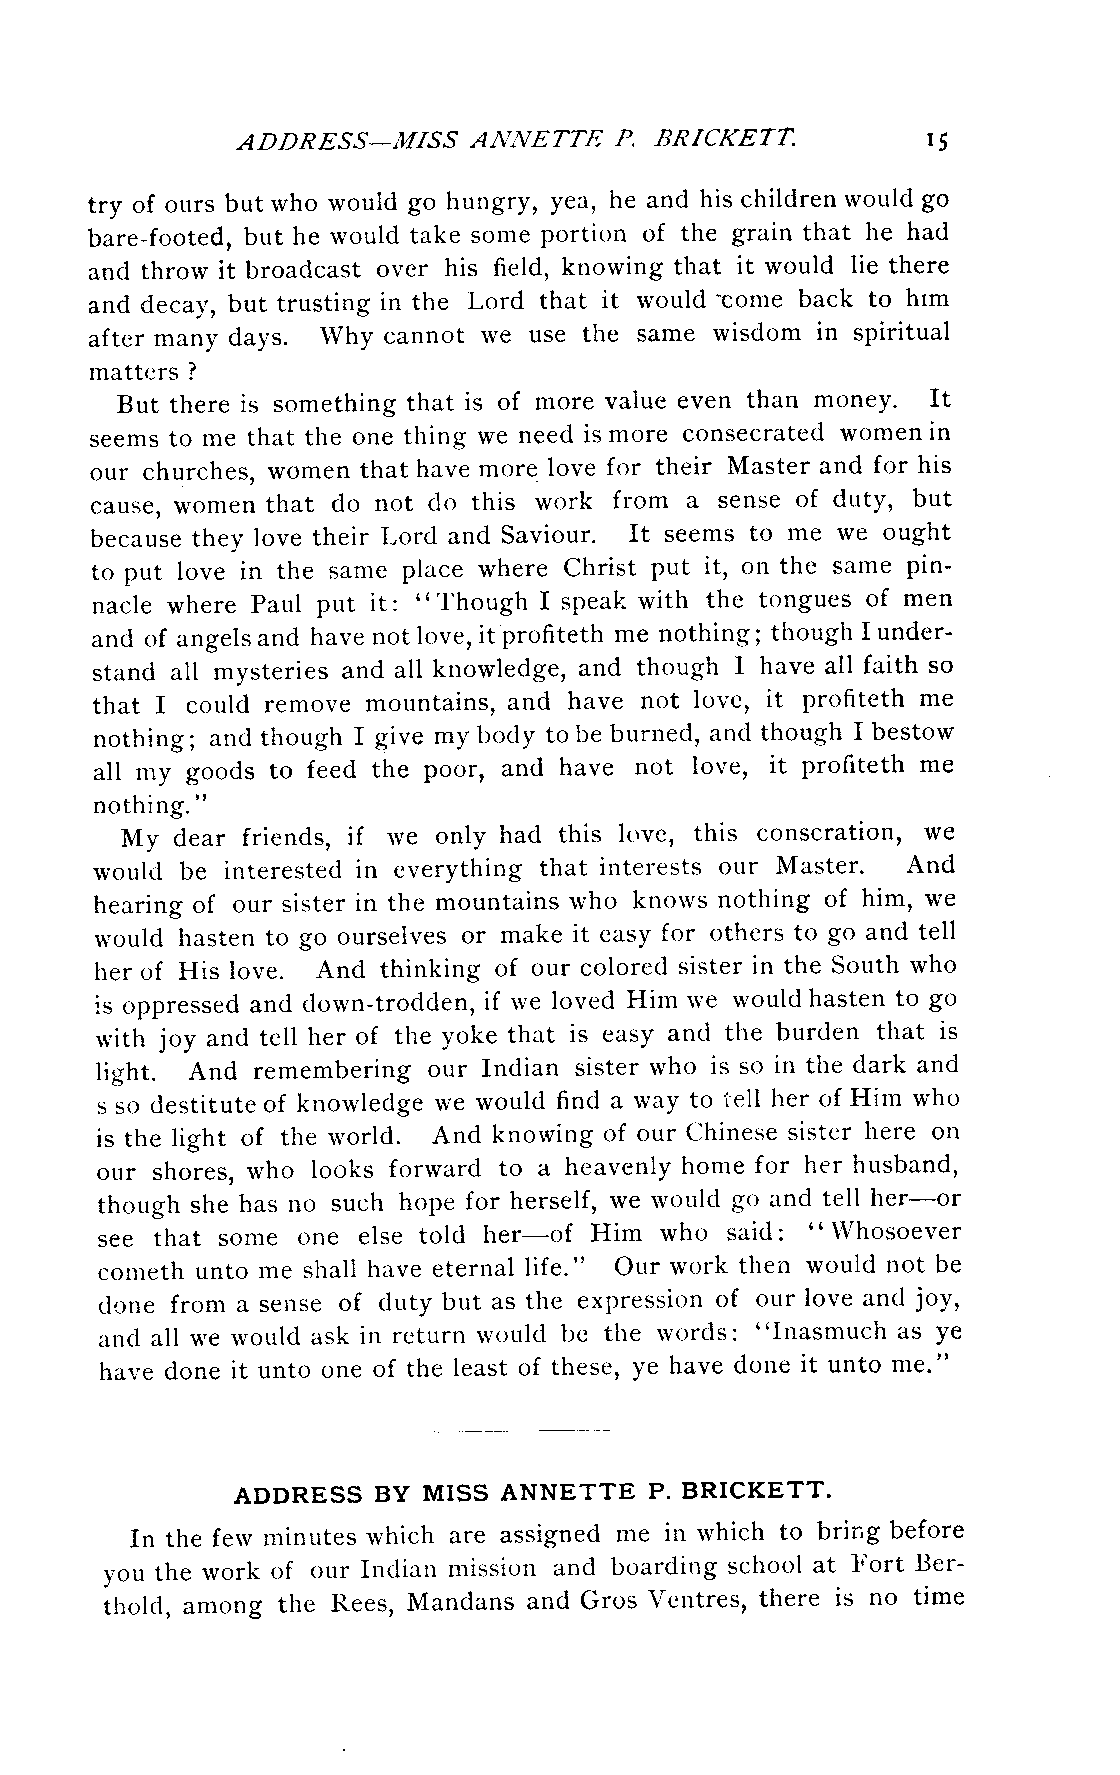 ADDRESS—MISS ANNETTE P. BRICKETT. 15
try of ours but who would go hungry, yea, he and his children would go
bare-footed, but he would take some portion of the grain that he had
and throw it broadcast over his field, knowing that it would lie there
and decay, but trusting in the Lord that it would come back to him
after many days. Why cannot we use the same wisdom in spiritual
matters ?
But there is something that is of more value even than money. It
seems to me that the one thing we need is more consecrated women in
our churches, women that have more love for their Master and for his
cause, women that do not do this work from a sense of duty, but
because they love their Lord and Saviour. It seems to me we ought
to put love in the same place where Christ put it, on the same pin-
nacle where Paul put it: "Though I speak with the tongues of men
and of angels and have not love, it profiteth me nothing; though I under-
stand all mysteries and all knowledge, and though I have all faith so
that I could remove mountains, and have not love, it profiteth me
nothing; and though I give my body to be burned, and though I bestow
all my goods to feed the poor, and have not love, it profiteth me
nothing."
My dear friends, if we only had this love, this conscration, we
would be interested in everything that interests our Master. And
hearing of our sister in the mountains who knows nothing of him, we
would hasten to go ourselves or make it easy for others to go and tell
her of His love. And thinking of our colored sister in the South who
is oppressed and down-trodden, if we loved Him we would hasten to go
with joy and tell her of the yoke that is easy and the burden that is
light. And remembering our Indian sister who is so in the dark and
s so destitute of knowledge we would find a way to tell her of Him who
is the light of the world. And knowing of our Chinese sister here on
our shores, who looks forward to a heavenly home for her husband,
though she has no such hope for herself, we would go and tell her—or
see that some one else told her—of Him who said: "Whosoever
cometh unto me shall have eternal life." Our work then would not be
done from a sense of duty but as the expression of our love and joy,
and all we would ask in return would be the words: "Inasmuch as ye
have done it unto one of the least of these, ye have done it unto me."
ADDRESS BY MISS ANNETTE P. BRICKETT.
In the few minutes which are assigned me in which to bring before
you the work of our Indian mission and boarding school at Fort Ber-
thold, among the Rees, Mandans and Gros Ventres, there is no time